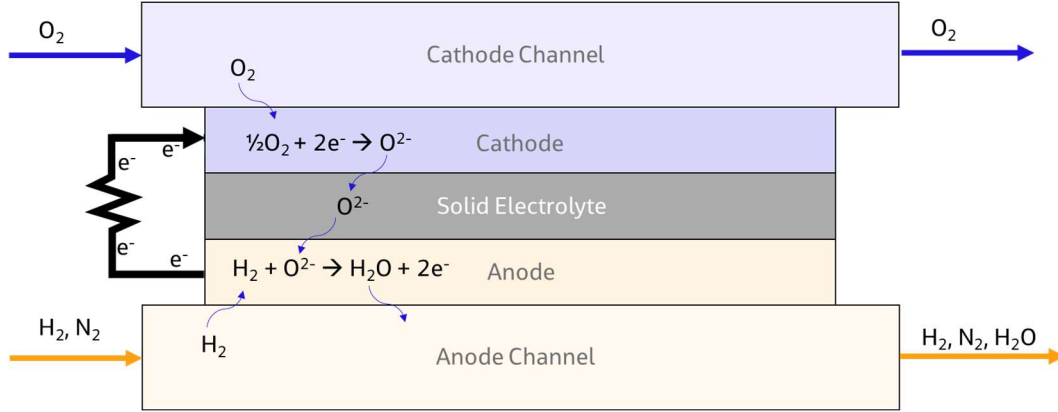 O₂
O₂
Cathode Channel
O₂
½O₂ + 2e⁻ → O²⁻
Cathode
e⁻
e⁻
O²⁻
Solid Electrolyte
e⁻
e⁻
H₂ + O²⁻ → H₂O + 2e⁻
Anode
H₂, N₂
H₂
Anode Channel
H₂, N₂, H₂O